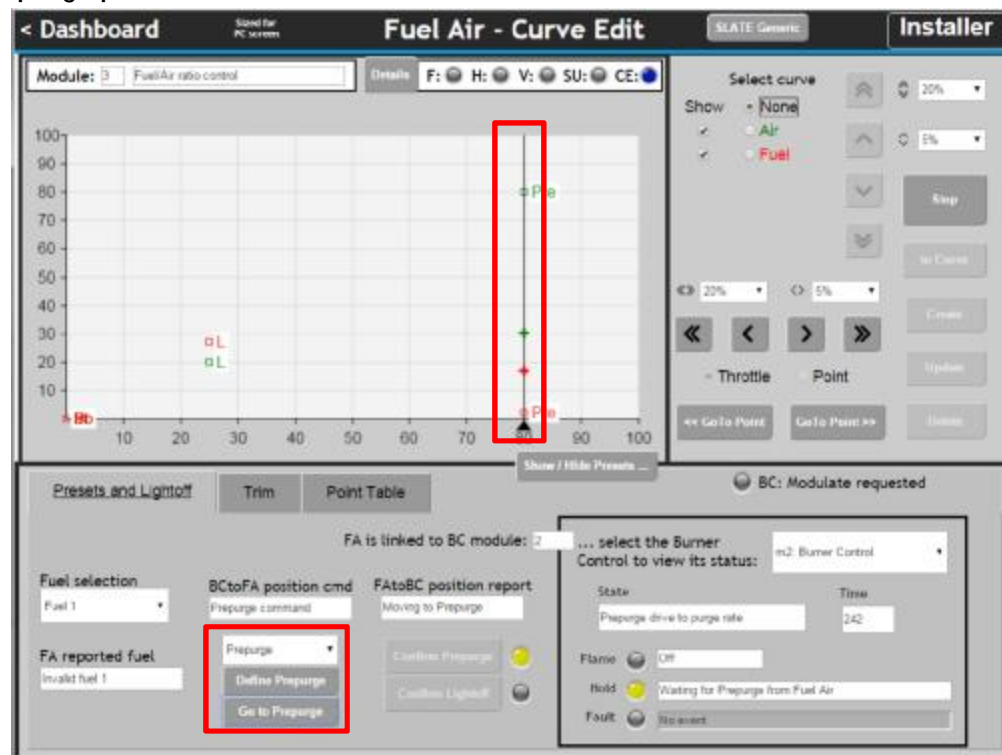 < Dashboard
Sized for
PC screen
Fuel Air - Curve Edit
SLATE Generic
Installer
Module: 3 Fuel/Air ratio control
Details
F: H: V: SU: CE:
Select curve
Show
None
Air
Fuel
20%
5%
Stop
to Curve
Create
Update
Delete
20%
5%
Throttle Point
<< GoTo Point
GoTo Point >>
100
90
80
70
60
50
40
30
20
10
Pre
L
L
Pre
10 20 30 40 50 60 70 80 90 100
Show / Hide Presets ...
Presets and Lightoff
Trim
Point Table
BC: Modulate requested
FA is linked to BC module: 2
... select the Burner
Control to view its status:
m2: Burner Control
Fuel selection
Fuel 1
BCtoFA position cmd
Prepurge command
FAtoBC position report
Moving to Prepurge
State
Prepurge drive to purge rate
Time
242
FA reported fuel
Invalid fuel 1
Prepurge
Define Prepurge
Go to Prepurge
Confirm Prepurge
Confirm Lightoff
Flame Off
Hold Waiting for Prepurge from Fuel Air
Fault No event